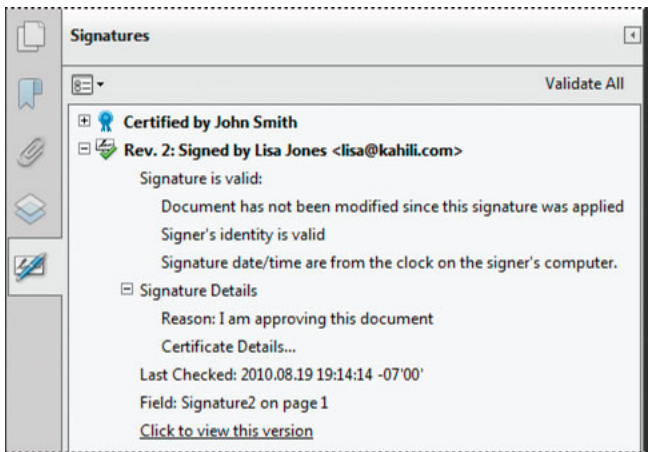 Signatures
Validate All
Certified by John Smith
Rev. 2: Signed by Lisa Jones <lisa@kahili.com>
Signature is valid:
Document has not been modified since this signature was applied
Signer's identity is valid
Signature date/time are from the clock on the signer's computer.
Signature Details
Reason: I am approving this document
Certificate Details...
Last Checked: 2010.08.19 19:14:14 -07'00'
Field: Signature2 on page 1
Click to view this version